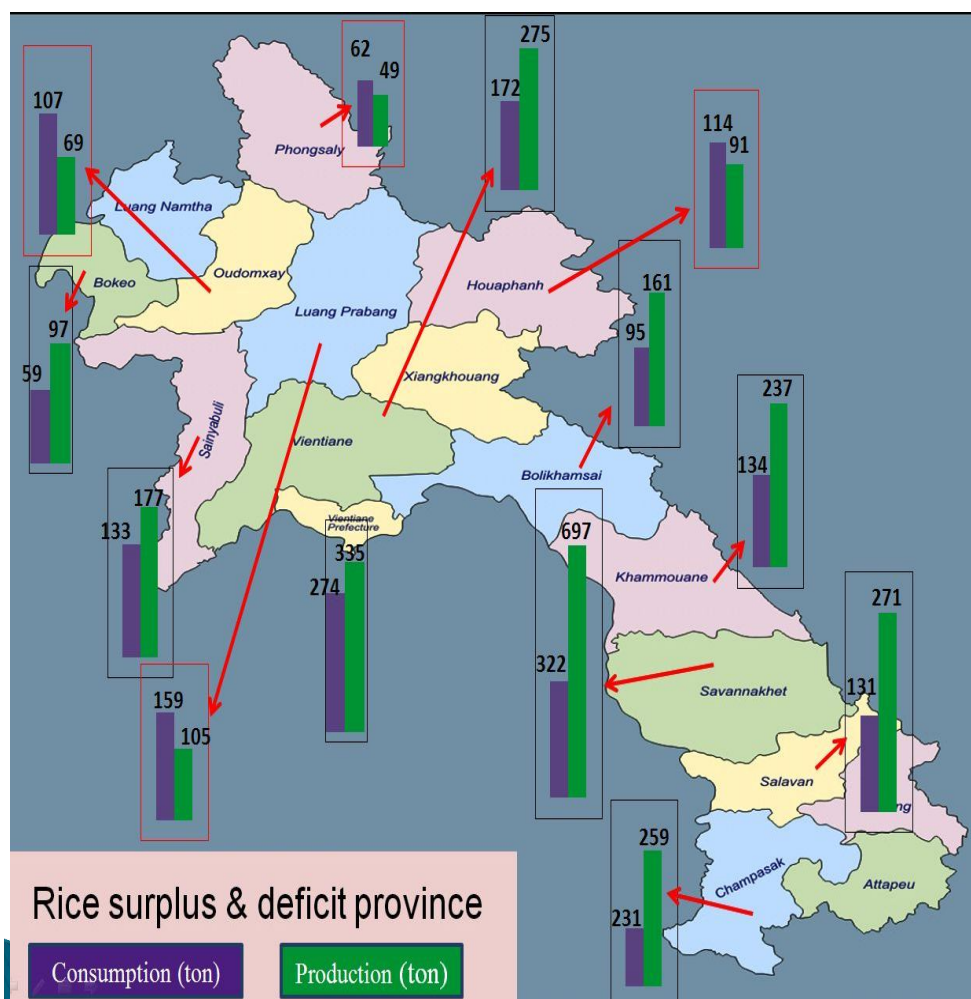 275
62
49
107
172
114
69
91
Phongsaly
Luang Namtha
Oudomxay
Houaphanh
Bokeo
161
Luang Prabang
95
97
59
Xiangkhouang
237
Sainyabuli
Vientiane
Bolikhamsai
134
177
133
Vientiane
Prefecture
697
335
274
Khammouane
271
322
Savannakhet
131
159
105
Salavan
ng
259
Champasak
Attapeu
231
Rice surplus & deficit province
Consumption (ton)
Production (ton)